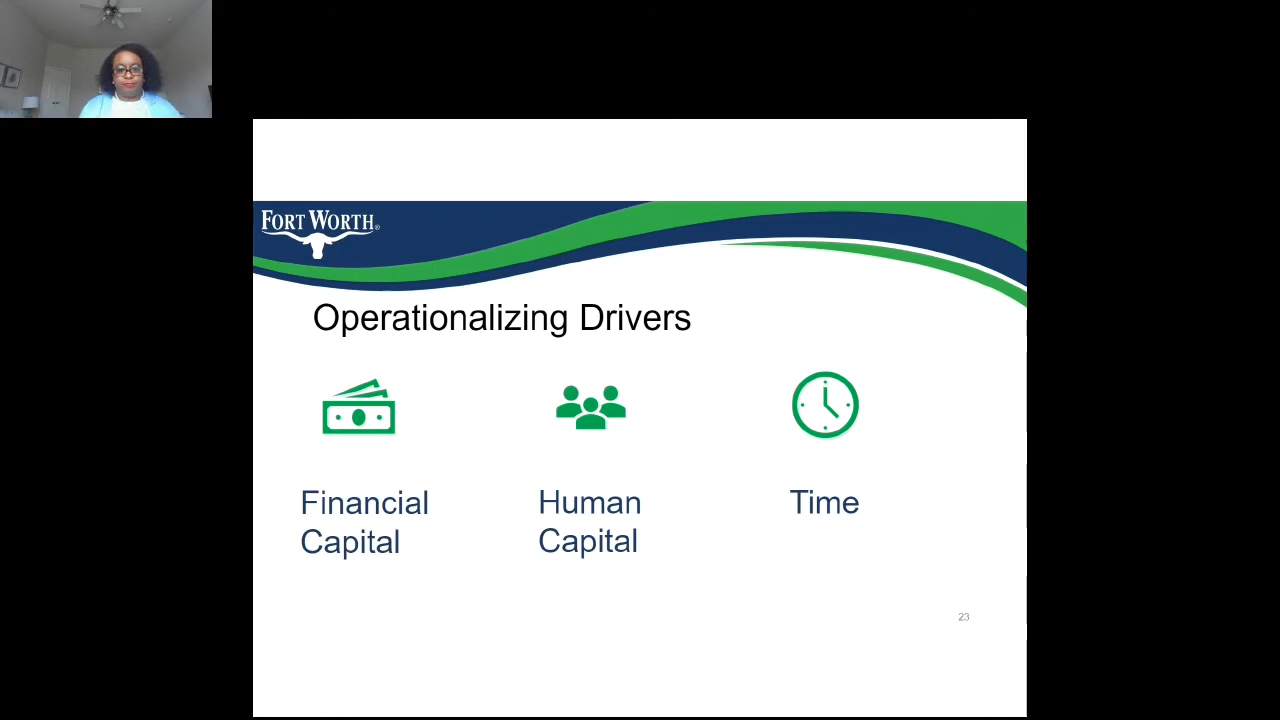 FORT WORTH®
Operationalizing Drivers
Financial
Capital
Human
Capital
Time
23